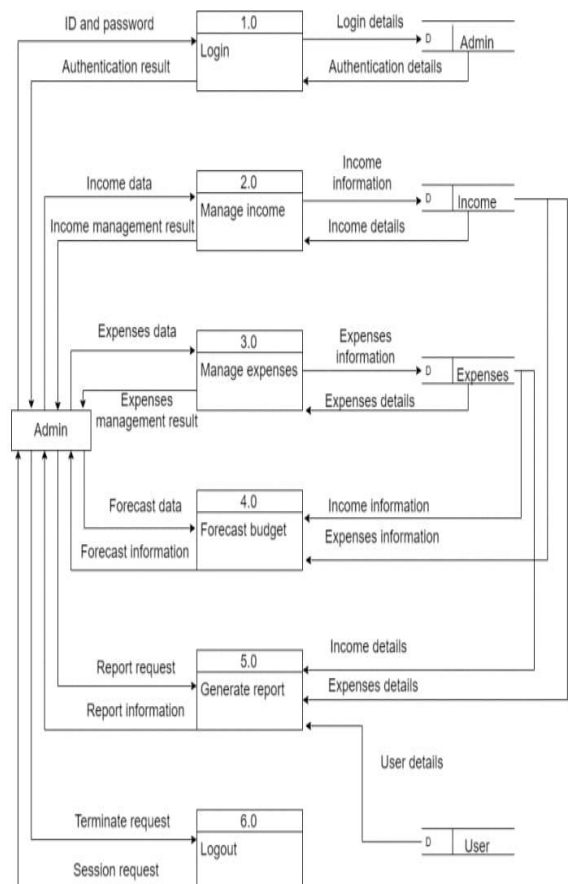 ID and password
1.0
Login
Login details
D
Admin
Authentication result
Authentication details
Income data
2.0
Manage income
Income
information
D
Income
Income management result
Income details
Expenses data
3.0
Manage expenses
Expenses
information
D
Expenses
Expenses
management result
Expenses details
Admin
Forecast data
4.0
Forecast budget
Income information
Forecast information
Expenses information
Report request
5.0
Generate report
Income details
Report information
Expenses details
User details
Terminate request
6.0
Logout
D
User
Session request